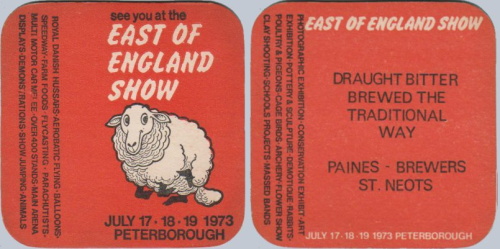 see you at the
EAST OF
ENGLAND
SHOW
ROYAL DANISH HUSSARS·AEROBATIC FLYING·BALLOONS·
SPEEDWAY·FARM FOODS·FLYCASTING·PARACHUTISTS·
MULTI MOTOR CAR OVER 400 STANDS·MAIN ARENA
DISPLAYS·DEMONSTRATIONS·SHOW JUMPING·ANIMALS
JULY 17·18·19 1973
PETERBOROUGH
EAST OF ENGLAND SHOW
PHOTOGRAPHIC EXHIBITION·CONSERVATION EXHIBIT·ART
EXHIBITION·POTTERY & SCULPTURE·DEMOTIQUE·RABBITS·
POULTRY & PIGEONS·CAGE BIRDS·ARCHERY·FLOWER SHOW
CLAY SHOOTING·SCHOOLS PROJECTS·MASSED BANDS
DRAUGHT BITTER
BREWED THE
TRADITIONAL
WAY
PAINES - BREWERS
ST. NEOTS
JULY 17·18·19 1973 PETERBOROUGH